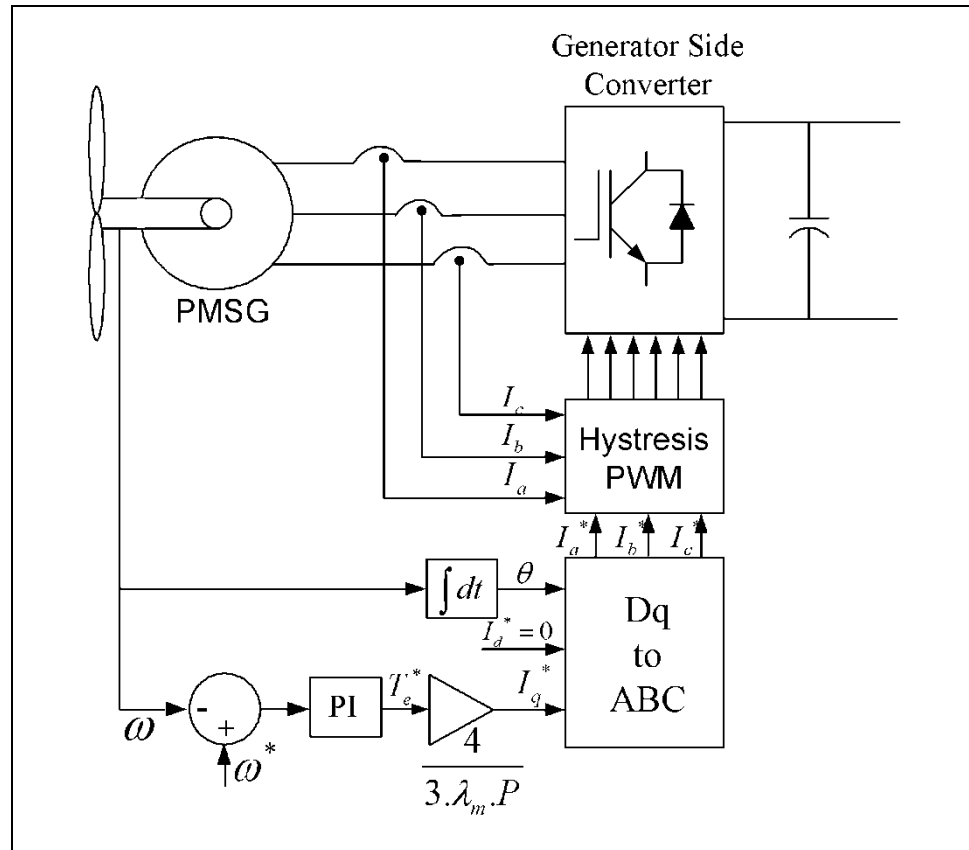 Generator Side
Converter
PMSG
I_c
I_b
I_a
Hystresis
PWM
I_a^* I_b^* I_c^*
∫dt
θ
I_d^* = 0
Dq
to
ABC
ω
-
+
ω^*
PI
T_e^*
I_q^*
4
3.λ_m.P